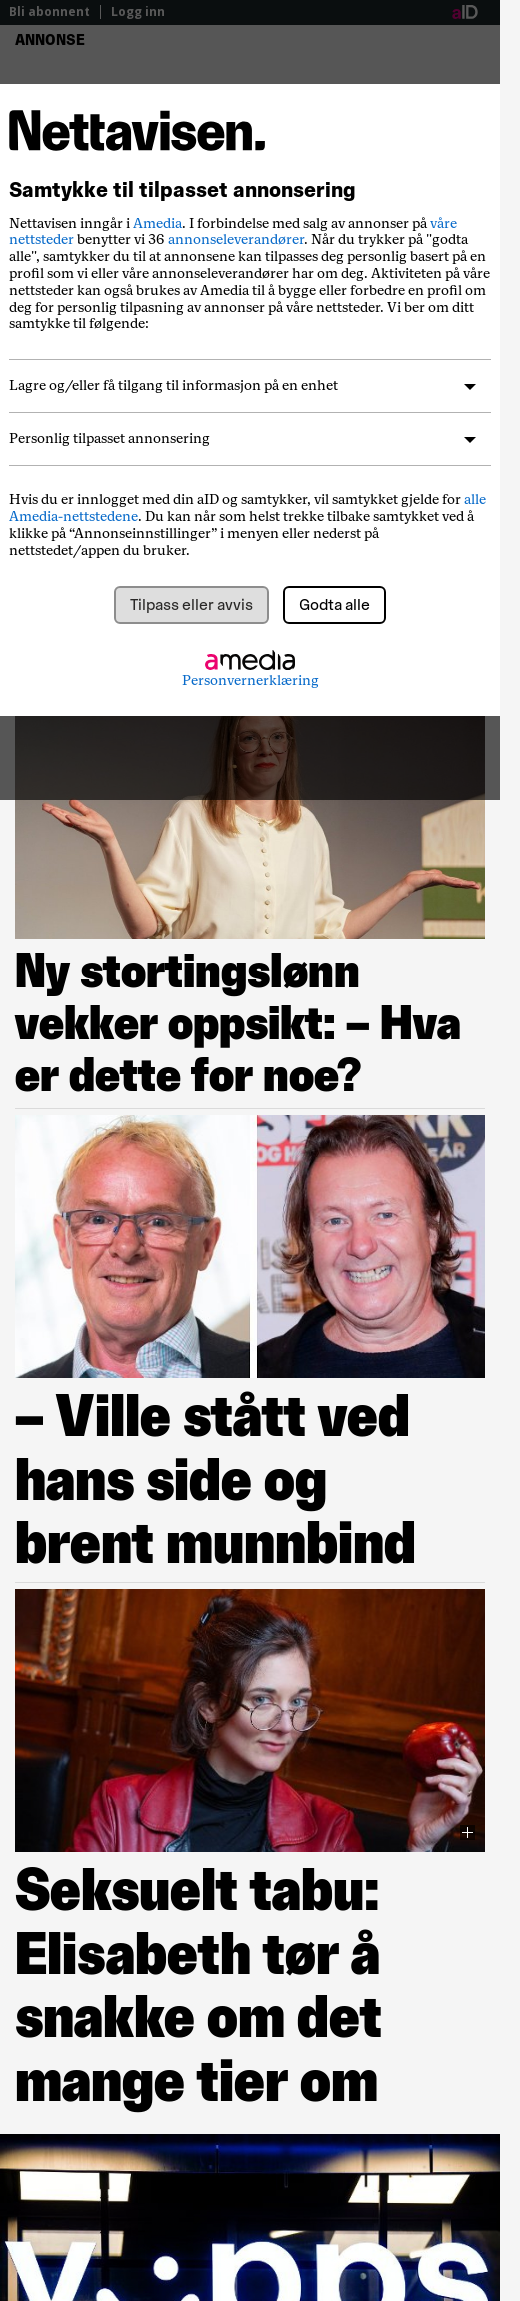 Bli abonnent | Logg inn
aID
ANNONSE
Nettavisen.
Samtykke til tilpasset annonsering
Nettavisen inngår i Amedia. I forbindelse med salg av annonser på våre
nettsteder benytter vi 36 annonseleverandører. Når du trykker på "godta
alle", samtykker du til at annonsene kan tilpasses deg personlig basert på en
profil som vi eller våre annonseleverandører har om deg. Aktiviteten på våre
nettsteder kan også brukes av Amedia til å bygge eller forbedre en profil om
deg for personlig tilpasning av annonser på våre nettsteder. Vi ber om ditt
samtykke til følgende:
Lagre og/eller få tilgang til informasjon på en enhet
Personlig tilpasset annonsering
Hvis du er innlogget med din aID og samtykker, vil samtykket gjelde for alle
Amedia-nettstedene. Du kan når som helst trekke tilbake samtykket ved å
klikke på “Annonseinnstillinger” i menyen eller nederst på
nettstedet/appen du bruker.
Tilpass eller avvis
Godta alle
amedia
Personvernerklæring
Ny stortingslønn
vekker oppsikt: – Hva
er dette for noe?
– Ville stått ved
hans side og
brent munnbind
Seksuelt tabu:
Elisabeth tør å
snakke om det
mange tier om